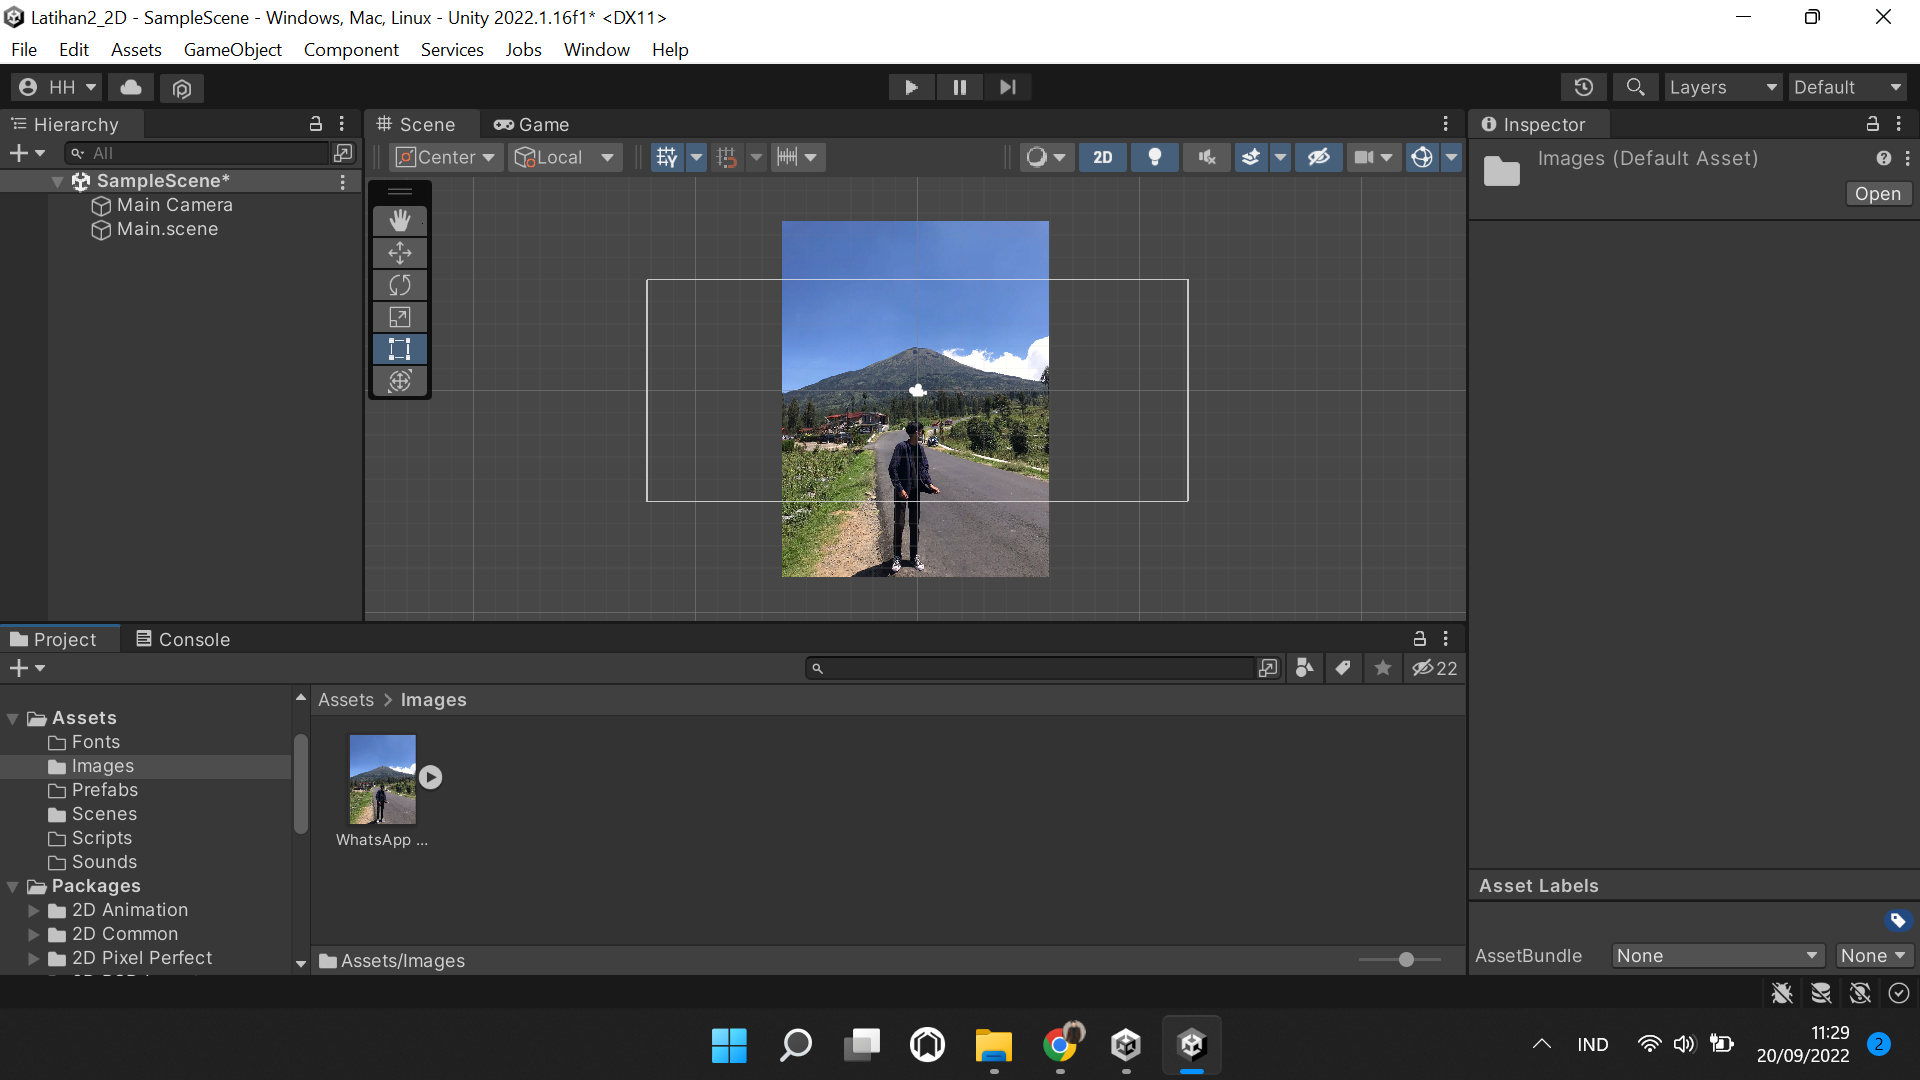 Latihan2_2D - SampleScene - Windows, Mac, Linux - Unity 2022.1.16f1* <DX11>
File Edit Assets GameObject Component Services Jobs Window Help
HH
Layers
Default
Hierarchy
All
SampleScene*
Main Camera
Main.scene
Scene
Game
Center
Local
2D
Inspector
Images (Default Asset)
Open
Project
Console
22
Assets
Fonts
Images
Prefabs
Scenes
Scripts
Sounds
Packages
2D Animation
2D Common
2D Pixel Perfect
Assets > Images
WhatsApp ...
Assets/Images
Asset Labels
AssetBundle
None
None
IND
11:29
20/09/2022
2